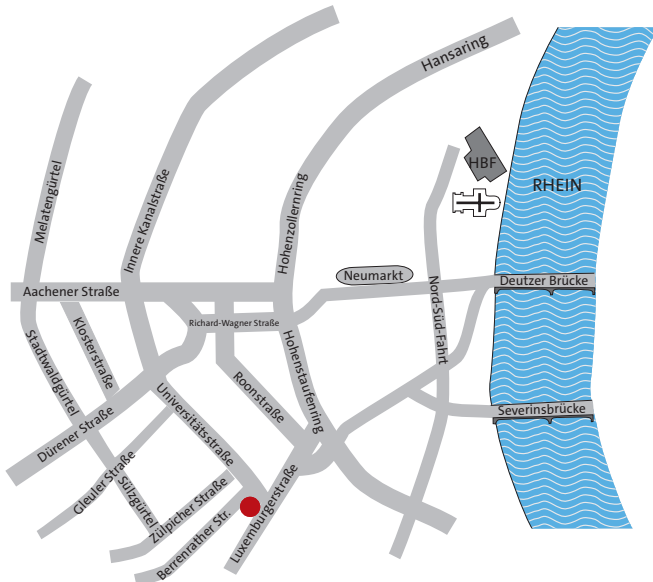 Hansaring
HBF
RHEIN
Melatengürtel
Innere Kanalstraße
Hohenzollernring
Neumarkt
Nord-Süd-Fahrt
Deutzer Brücke
Aachener Straße
Richard-Wagner Straße
Klosterstraße
Stadtwaldgürtel
Hohenstaufenring
Roonstraße
Universitätsstraße
Severinsbrücke
Dürener Straße
Gleuler Straße
Sülzgürtel
Zülpicher Straße
Berrenrather Str.
Luxemburgerstraße